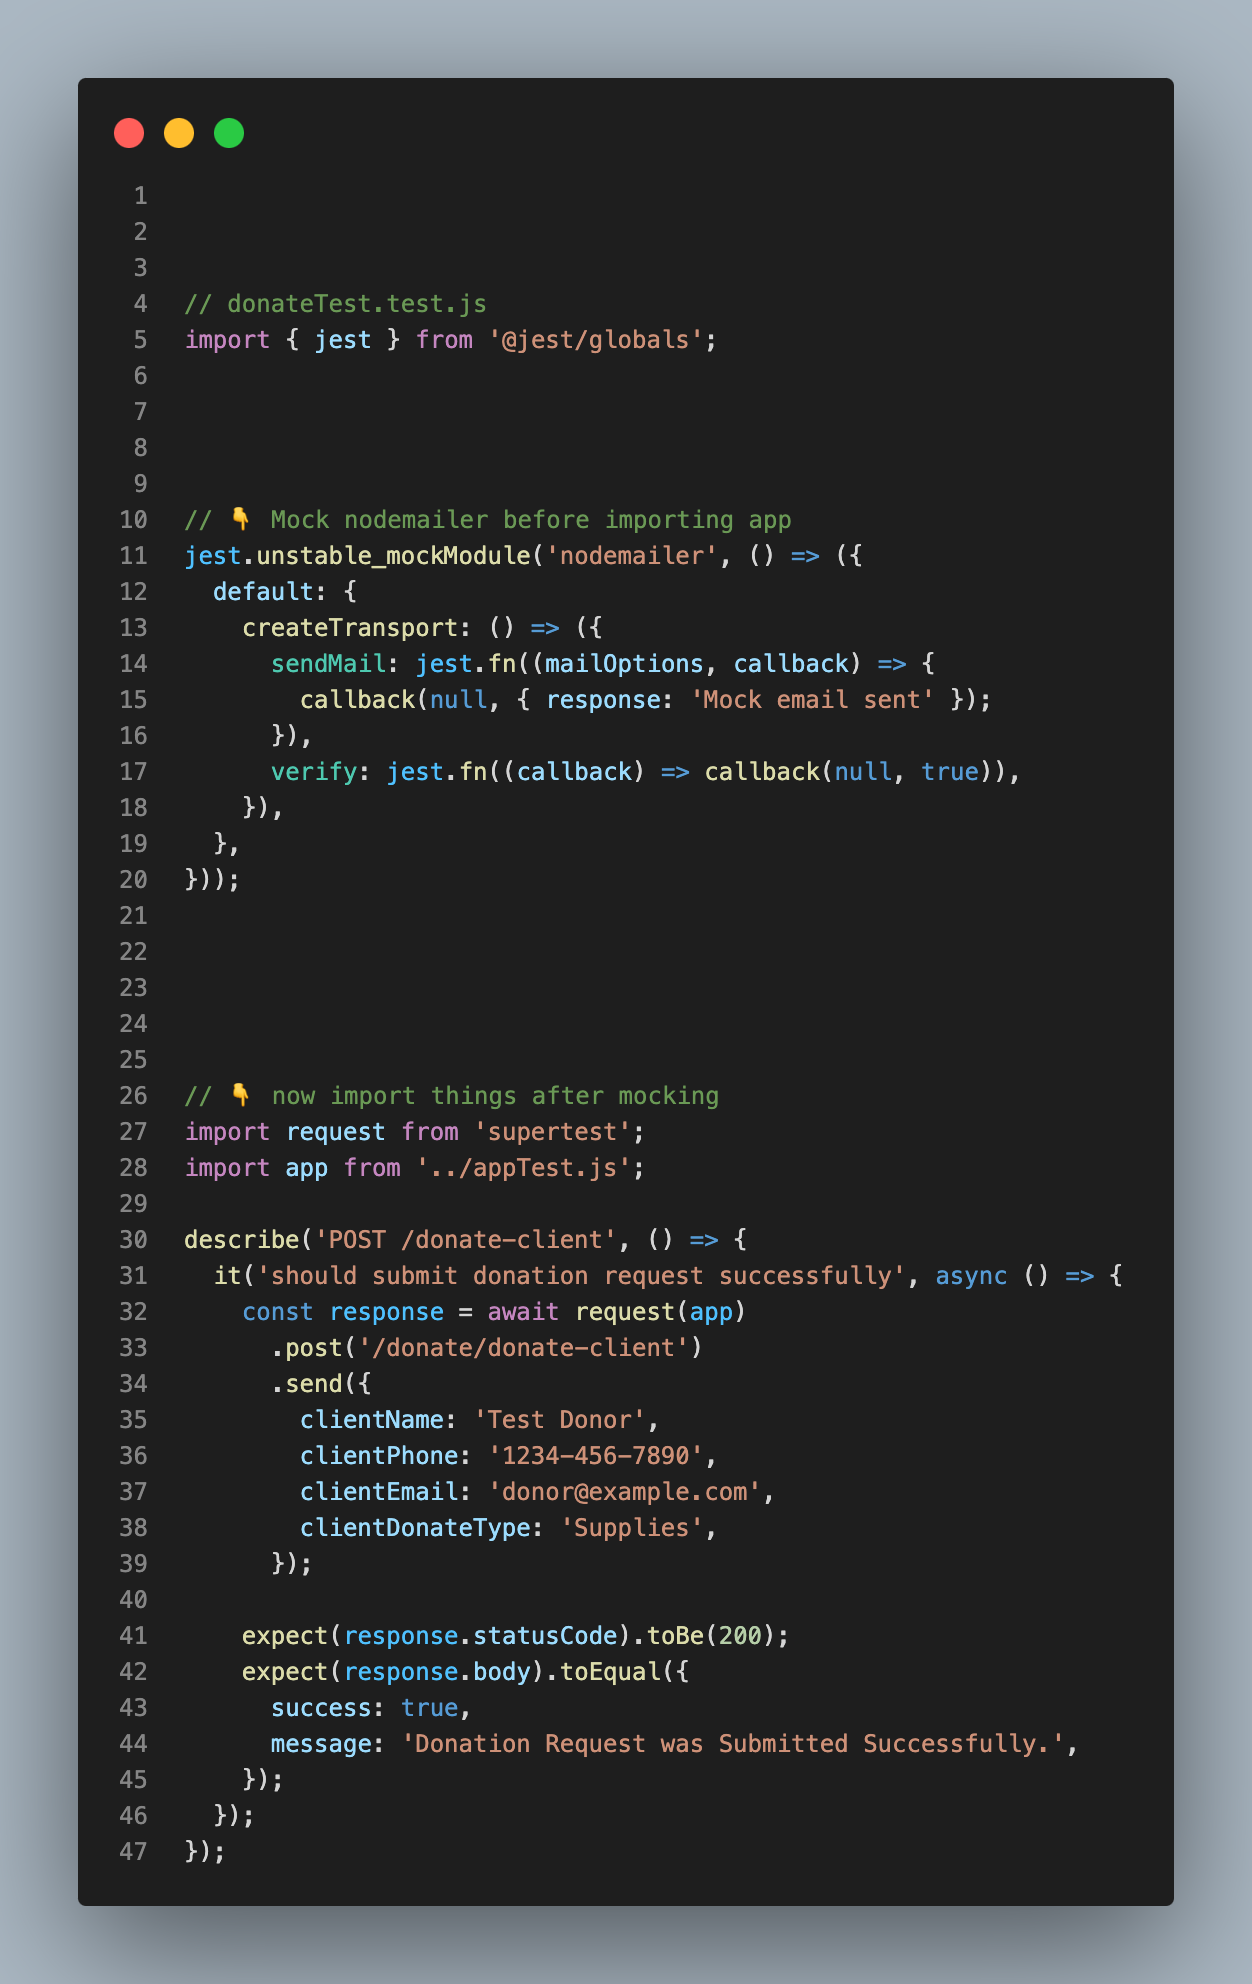 1
2
3
4 // donateTest.test.js
5 import { jest } from '@jest/globals';
6
7
8
9
10 // 👇 Mock nodemailer before importing app
11 jest.unstable_mockModule('nodemailer', () => ({
12   default: {
13     createTransport: () => ({
14       sendMail: jest.fn((mailOptions, callback) => {
15         callback(null, { response: 'Mock email sent' });
16       }),
17       verify: jest.fn((callback) => callback(null, true)),
18     }),
19   },
20 }));
21
22
23
24
25
26 // 👇 now import things after mocking
27 import request from 'supertest';
28 import app from '../appTest.js';
29
30 describe('POST /donate-client', () => {
31   it('should submit donation request successfully', async () => {
32     const response = await request(app)
33       .post('/donate/donate-client')
34       .send({
35         clientName: 'Test Donor',
36         clientPhone: '1234-456-7890',
37         clientEmail: 'donor@example.com',
38         clientDonateType: 'Supplies',
39       });
40
41     expect(response.statusCode).toBe(200);
42     expect(response.body).toEqual({
43       success: true,
44       message: 'Donation Request was Submitted Successfully.',
45     });
46   });
47 });